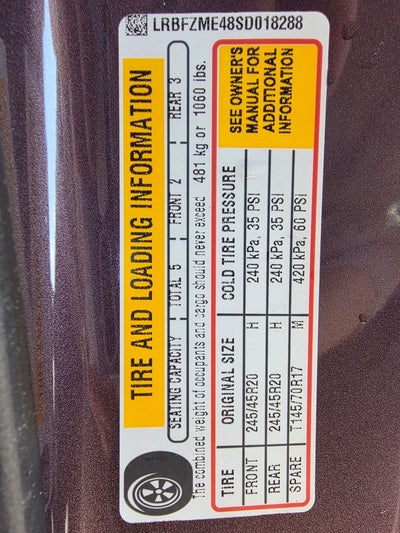 LRBFZME48SD018288
TIRE AND LOADING INFORMATION
SEATING CAPACITY TOTAL 5 FRONT 2 REAR 3
The combined weight of occupants and cargo should never exceed 481 kg or 1060 lbs.
TIRE ORIGINAL SIZE COLD TIRE PRESSURE
FRONT 245/45R20 H 240 kPa, 35 PSI
REAR 245/45R20 H 240 kPa, 35 PSI
SPARE T145/70R17 M 420 kPa, 60 PSI
SEE OWNER'S
MANUAL FOR
ADDITIONAL
INFORMATION